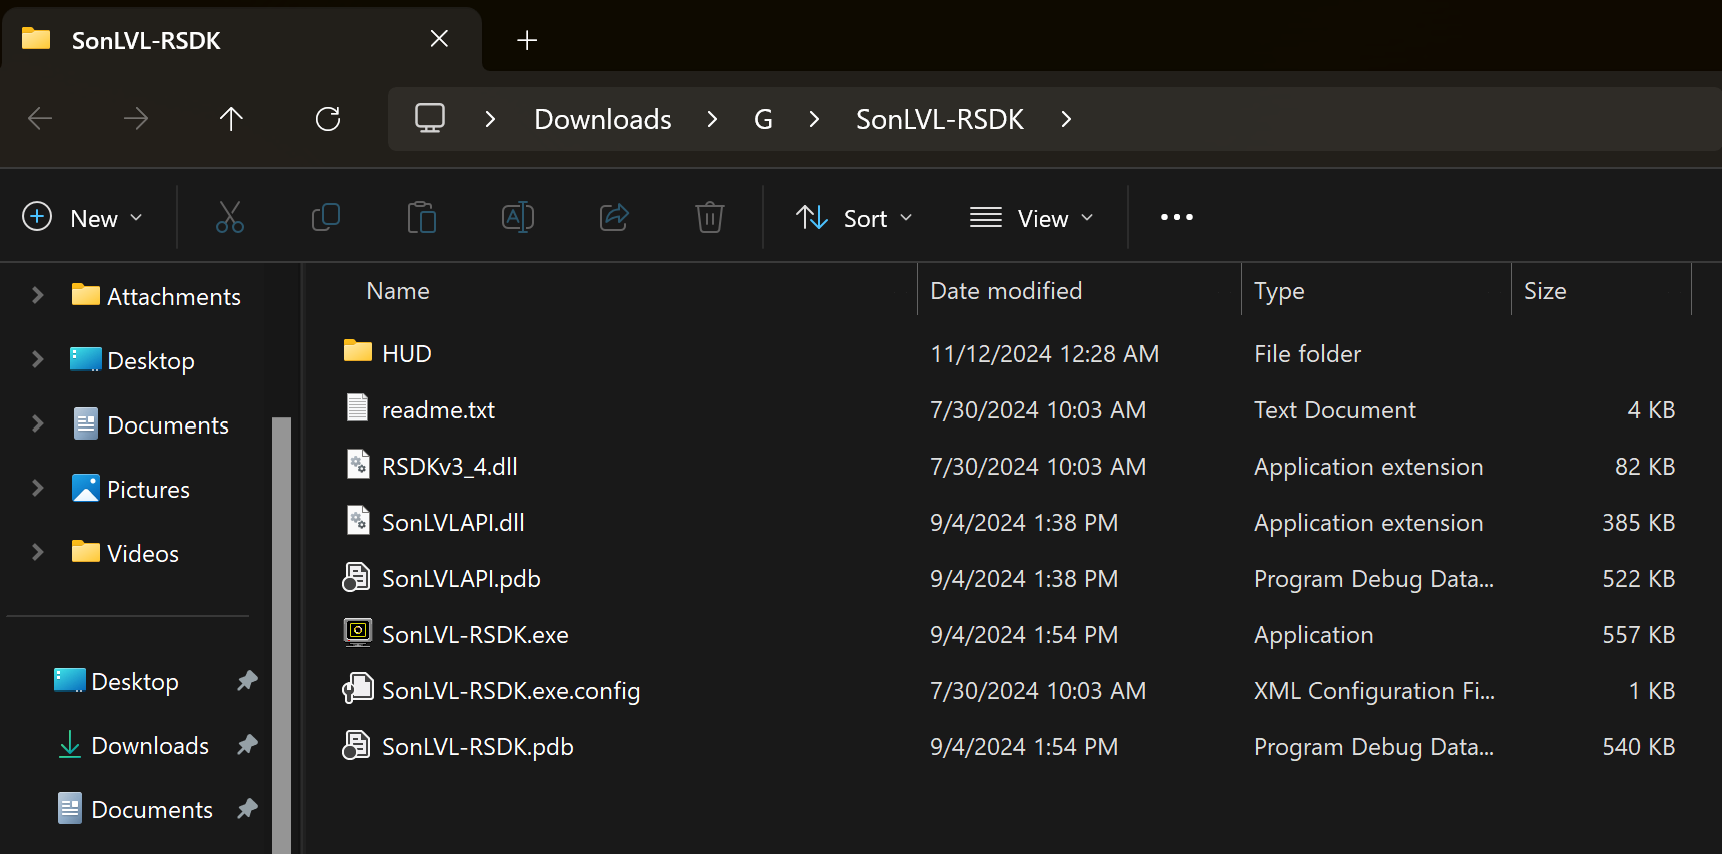 SonLVL-RSDK
Downloads G SonLVL-RSDK
New Sort View
Attachments
Desktop
Documents
Pictures
Videos
Desktop
Downloads
Documents
Name Date modified Type Size
HUD 11/12/2024 12:28 AM File folder
readme.txt 7/30/2024 10:03 AM Text Document 4 KB
RSDKv3_4.dll 7/30/2024 10:03 AM Application extension 82 KB
SonLVLAPI.dll 9/4/2024 1:38 PM Application extension 385 KB
SonLVLAPI.pdb 9/4/2024 1:38 PM Program Debug Data... 522 KB
SonLVL-RSDK.exe 9/4/2024 1:54 PM Application 557 KB
SonLVL-RSDK.exe.config 7/30/2024 10:03 AM XML Configuration Fi... 1 KB
SonLVL-RSDK.pdb 9/4/2024 1:54 PM Program Debug Data... 540 KB